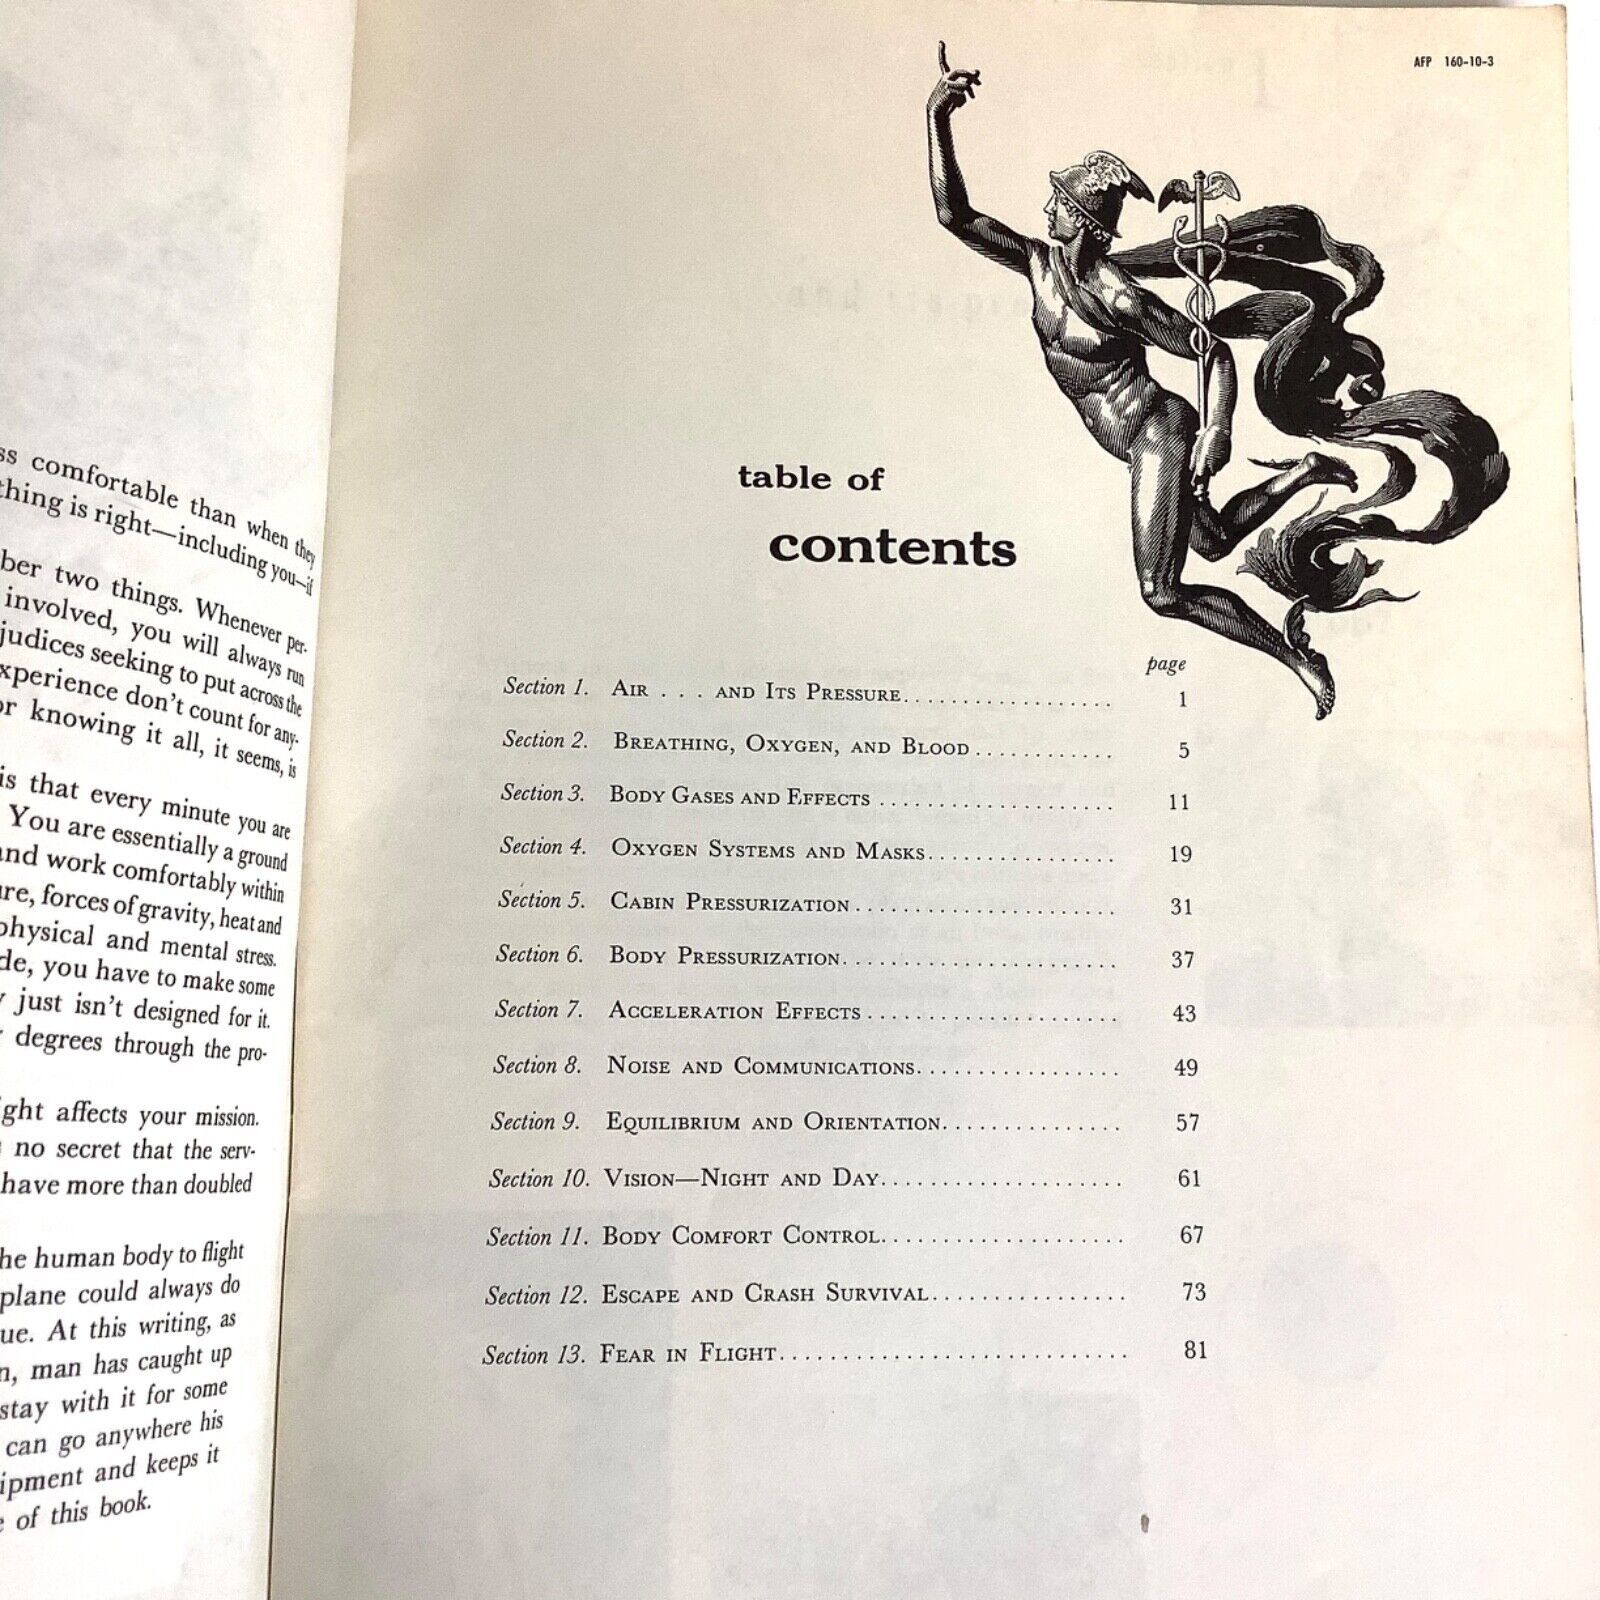 ss comfortable than when they
thing is right—including you—if
ber two things. Whenever per-
involved, you will always run
judices seeking to put across the
xperience don't count for any-
or knowing it all, it seems, is
is that every minute you are
You are essentially a ground
and work comfortably within
ure, forces of gravity, heat and
physical and mental stress.
de, you have to make some
y just isn't designed for it.
r degrees through the pro-
ight affects your mission.
s no secret that the serv-
have more than doubled
he human body to flight
plane could always do
ue. At this writing, as
n, man has caught up
stay with it for some
can go anywhere his
ipment and keeps it
e of this book.
AFP 160-10-3
table of
contents
page
Section 1. AIR . . . AND ITS PRESSURE.................. 1
Section 2. BREATHING, OXYGEN, AND BLOOD............ 5
Section 3. BODY GASES AND EFFECTS................... 11
Section 4. OXYGEN SYSTEMS AND MASKS............... 19
Section 5. CABIN PRESSURIZATION..................... 31
Section 6. BODY PRESSURIZATION...................... 37
Section 7. ACCELERATION EFFECTS.................... 43
Section 8. NOISE AND COMMUNICATIONS................ 49
Section 9. EQUILIBRIUM AND ORIENTATION.............. 57
Section 10. VISION—NIGHT AND DAY.................... 61
Section 11. BODY COMFORT CONTROL.................... 67
Section 12. ESCAPE AND CRASH SURVIVAL................ 73
Section 13. FEAR IN FLIGHT............................ 81